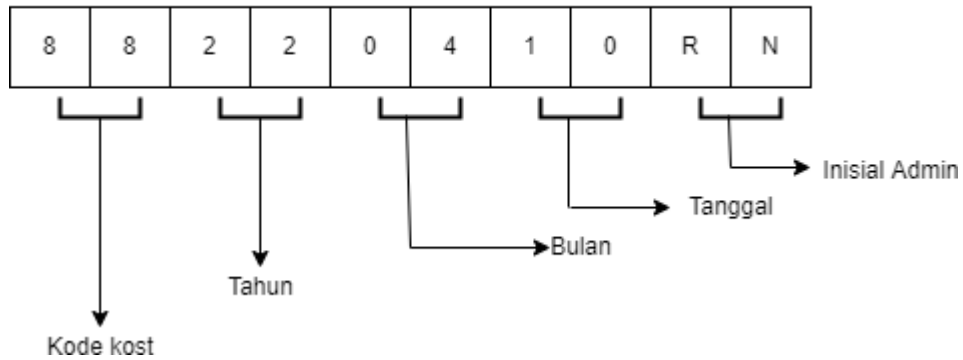 8 8 2 2 0 4 1 0 R N
Inisial Admin
Tanggal
Bulan
Tahun
Kode kost